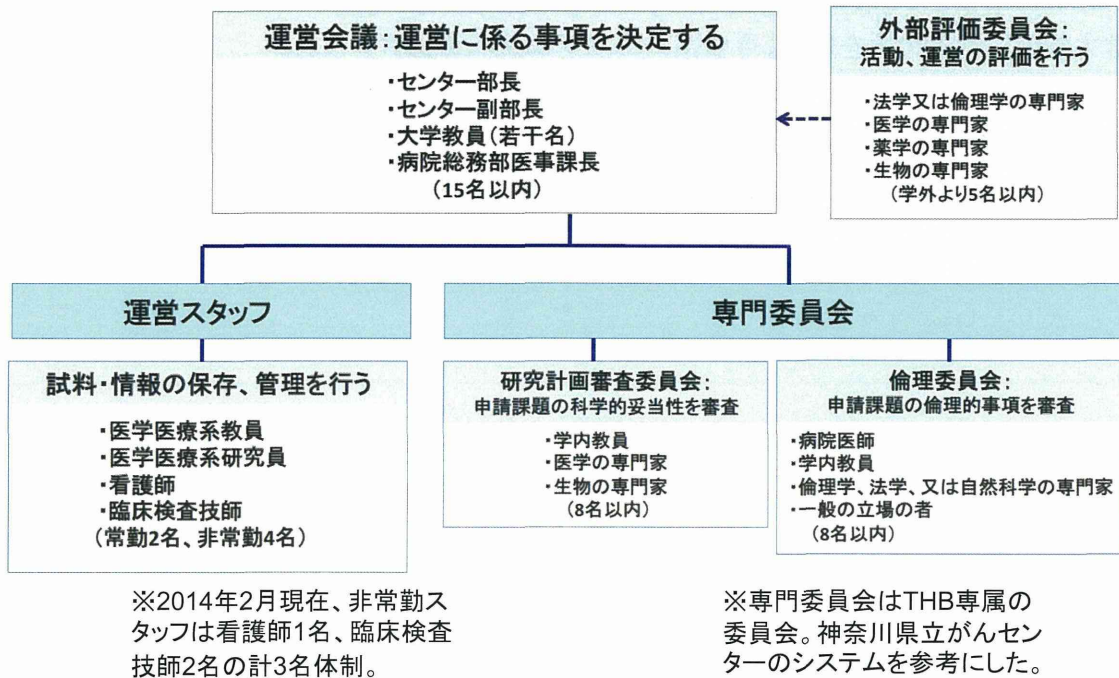 運営会議:運営に係る事項を決定する
・センター部長
・センター副部長
・大学教員(若干名)
・病院総務部医事課長
(15名以内)
外部評価委員会:
活動、運営の評価を行う
・法学又は倫理学の専門家
・医学の専門家
・薬学の専門家
・生物の専門家
(学外より5名以内)
運営スタッフ
試料・情報の保存、管理を行う
・医学医療系教員
・医学医療系研究員
・看護師
・臨床検査技師
(常勤2名、非常勤4名)
※2014年2月現在、非常勤ス
タッフは看護師1名、臨床検査
技師2名の計3名体制。
専門委員会
研究計画審査委員会:
申請課題の科学的妥当性を審査
・学内教員
・医学の専門家
・生物の専門家
(8名以内)
倫理委員会:
申請課題の倫理的事項を審査
・病院医師
・学内教員
・倫理学、法学、又は自然科学の専門家
・一般の立場の者
(8名以内)
※専門委員会はTHB専属の
委員会。神奈川県立がんセン
ターのシステムを参考にした。